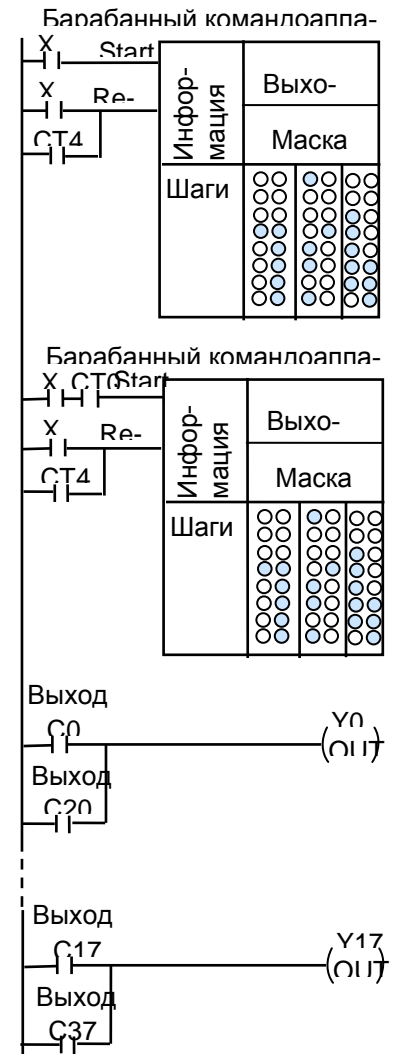 Барабанный командоаппа-
X Start
X Re-
CT4
Инфор-
мация
Выхо-
Маска
Шаги
Барабанный командоаппа-
X CT0 Start
X Re-
CT4
Инфор-
мация
Выхо-
Маска
Шаги
Выход
C0 Y0
OUT
Выход
C20
Выход
C17 Y17
OUT
Выход
C37